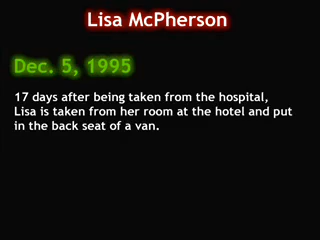 Lisa McPherson
Dec. 5, 1995
17 days after being taken from the hospital,
Lisa is taken from her room at the hotel and put
in the back seat of a van.